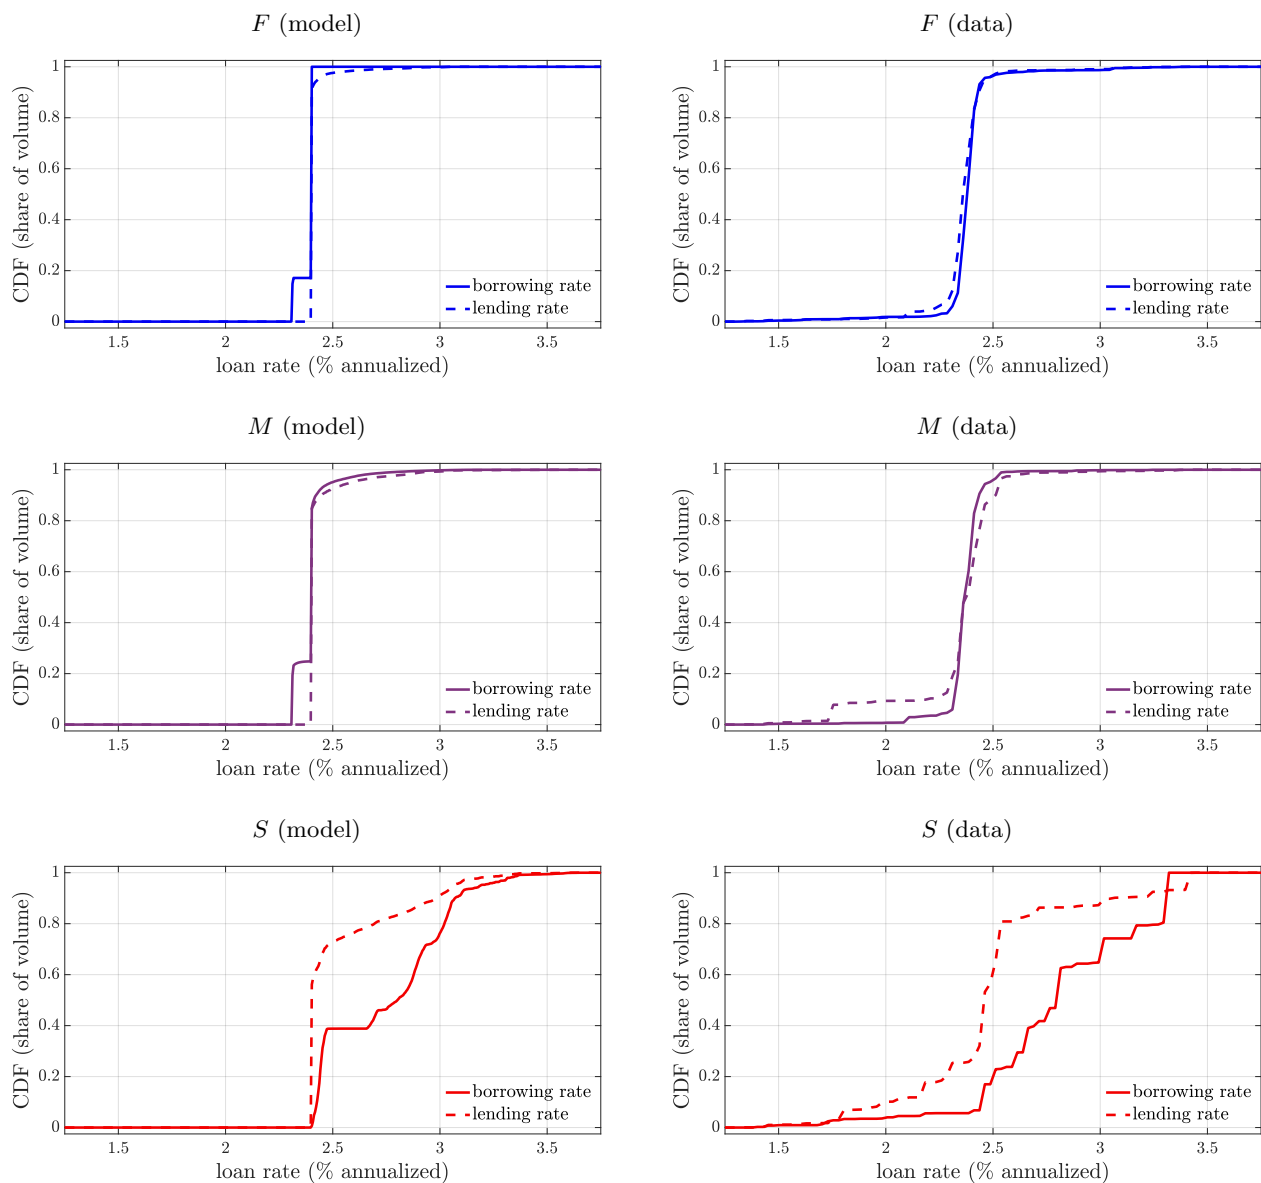 F (model)
F (data)
CDF (share of volume)
1
0.8
0.6
0.4
0.2
0
borrowing rate
lending rate
1.5 2 2.5 3 3.5
loan rate (% annualized)
CDF (share of volume)
1
0.8
0.6
0.4
0.2
0
borrowing rate
lending rate
1.5 2 2.5 3 3.5
loan rate (% annualized)
M (model)
M (data)
CDF (share of volume)
1
0.8
0.6
0.4
0.2
0
borrowing rate
lending rate
1.5 2 2.5 3 3.5
loan rate (% annualized)
CDF (share of volume)
1
0.8
0.6
0.4
0.2
0
borrowing rate
lending rate
1.5 2 2.5 3 3.5
loan rate (% annualized)
S (model)
S (data)
CDF (share of volume)
1
0.8
0.6
0.4
0.2
0
borrowing rate
lending rate
1.5 2 2.5 3 3.5
loan rate (% annualized)
CDF (share of volume)
1
0.8
0.6
0.4
0.2
0
borrowing rate
lending rate
1.5 2 2.5 3 3.5
loan rate (% annualized)